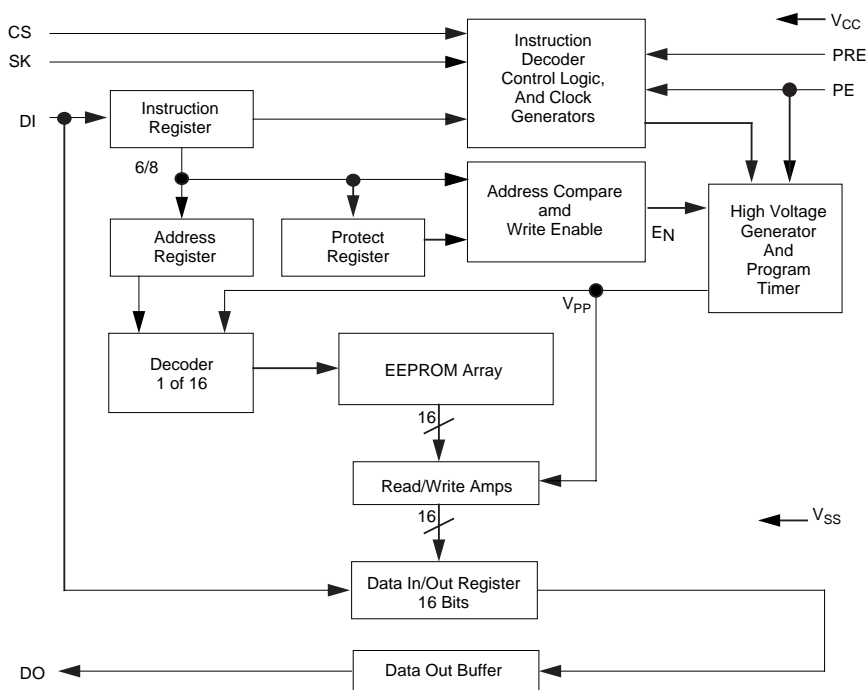 CS
SK
DI
Instruction
Decoder
Control Logic,
And Clock
Generators
VCC
PRE
PE
Instruction
Register
6/8
Address
Register
Protect
Register
Address Compare
amd
Write Enable
EN
High Voltage
Generator
And
Program
Timer
VPP
Decoder
1 of 16
EEPROM Array
16
Read/Write Amps
16
VSS
Data In/Out Register
16 Bits
DO
Data Out Buffer